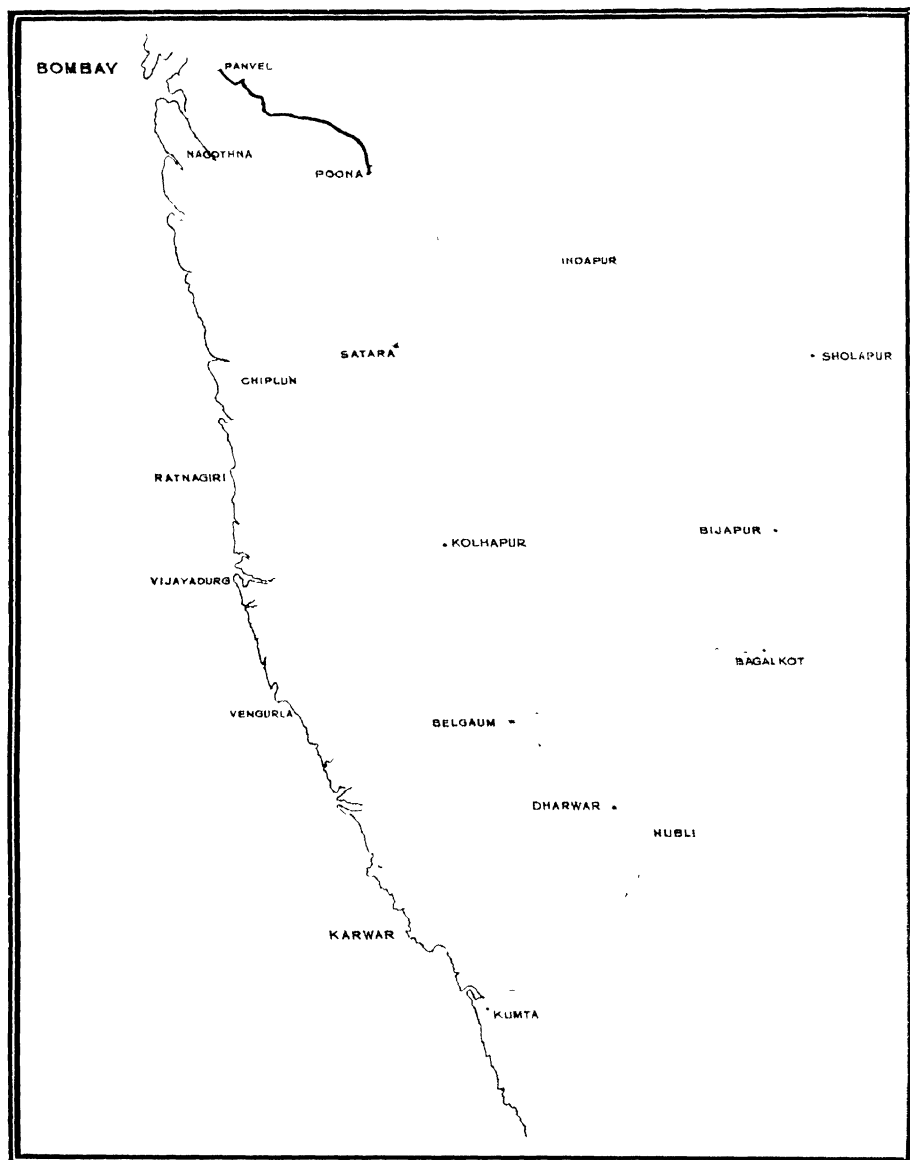 BOMBAY
PANVEL
NAGOTHNA
POONA
INDAPUR
SATARA
SHOLAPUR
CHIPLUN
RATNAGIRI
BIJAPUR
KOLHAPUR
VIJAYADURG
BAGALKOT
VENGURLA
BELGAUM
DHARWAR
HUBLI
KARWAR
KUMTA